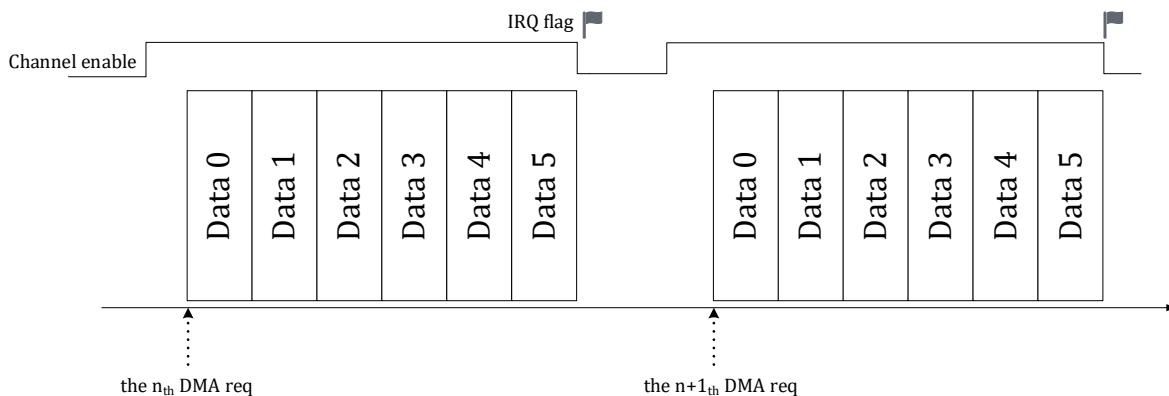 IRQ flag
Channel enable
Data 0
Data 1
Data 2
Data 3
Data 4
Data 5
Data 0
Data 1
Data 2
Data 3
Data 4
Data 5
the nth DMA req
the n+1th DMA req